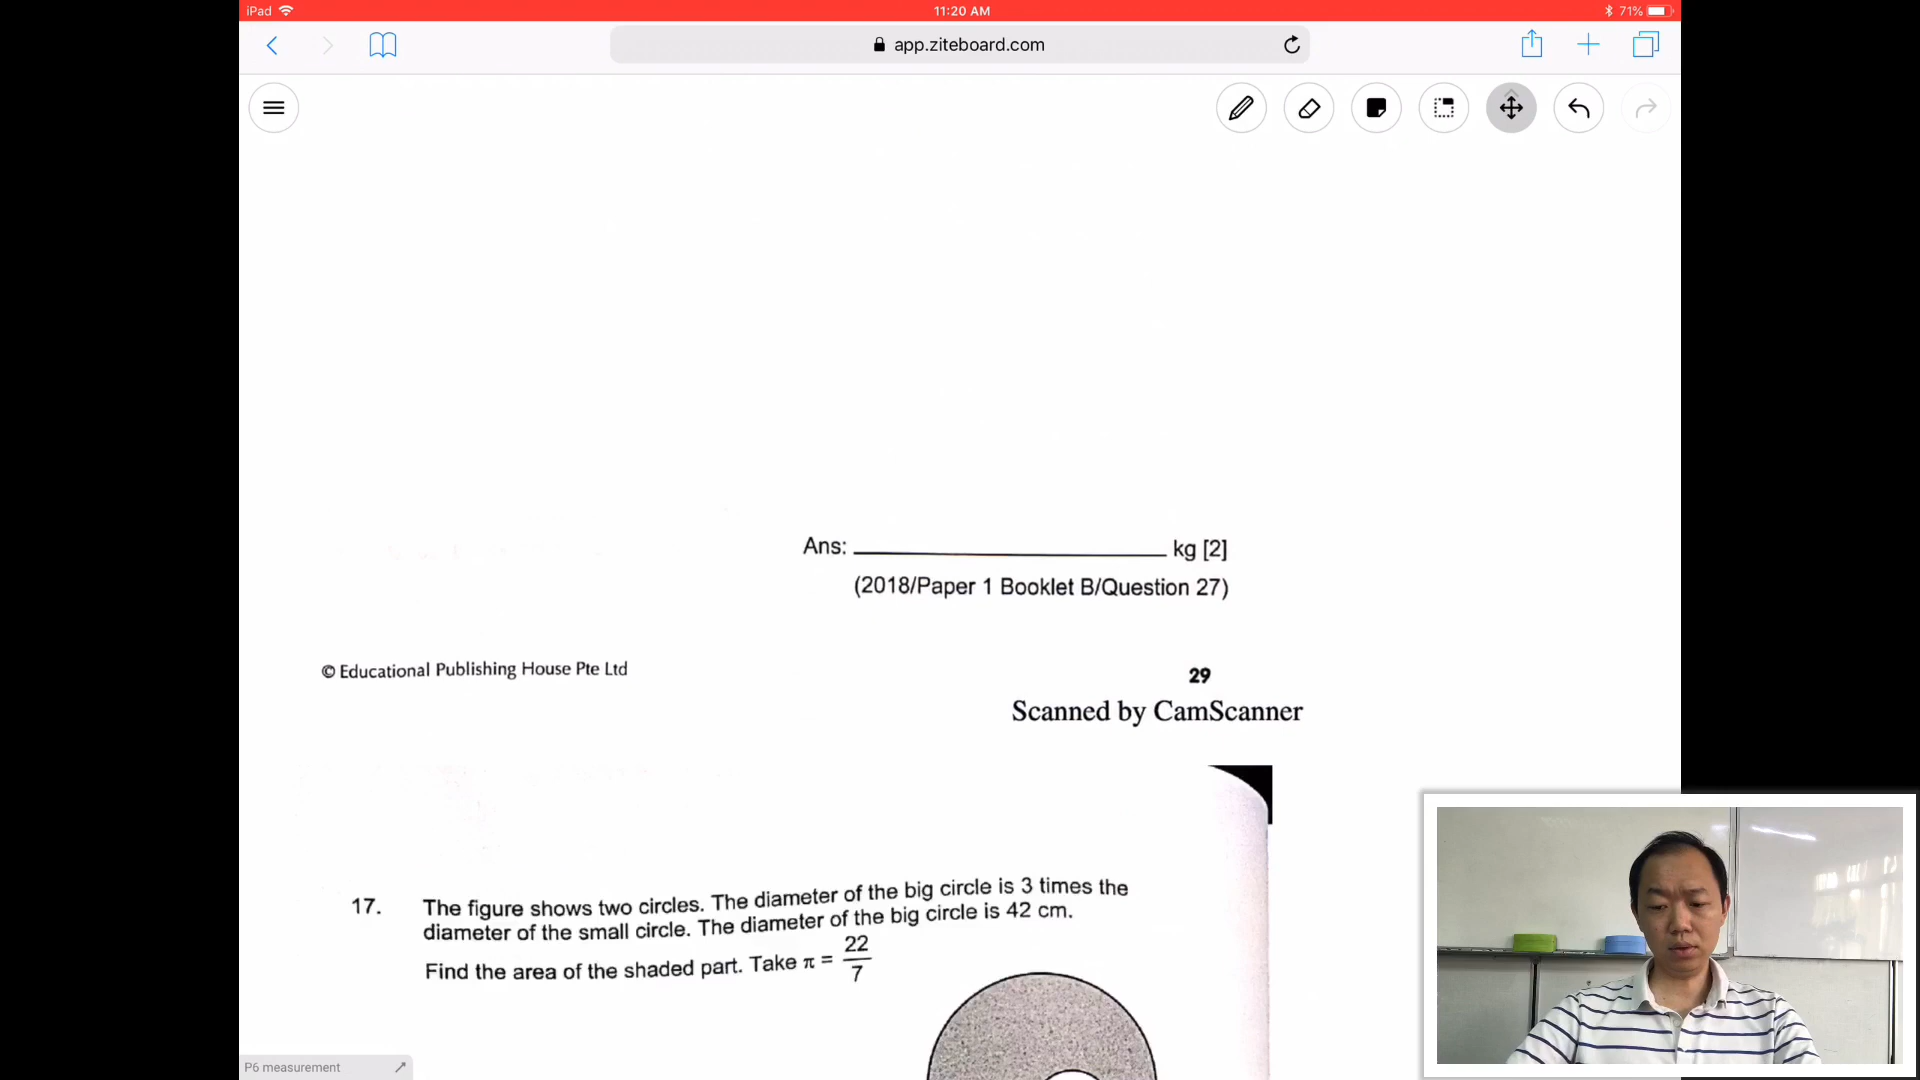 iPad
11:20 AM
71%
app.ziteboard.com
Ans: kg [2]
(2018/Paper 1 Booklet B/Question 27)
© Educational Publishing House Pte Ltd
29
Scanned by CamScanner
17. The figure shows two circles. The diameter of the big circle is 3 times the
diameter of the small circle. The diameter of the big circle is 42 cm.
Find the area of the shaded part. Take π = 22/7
P6 measurement